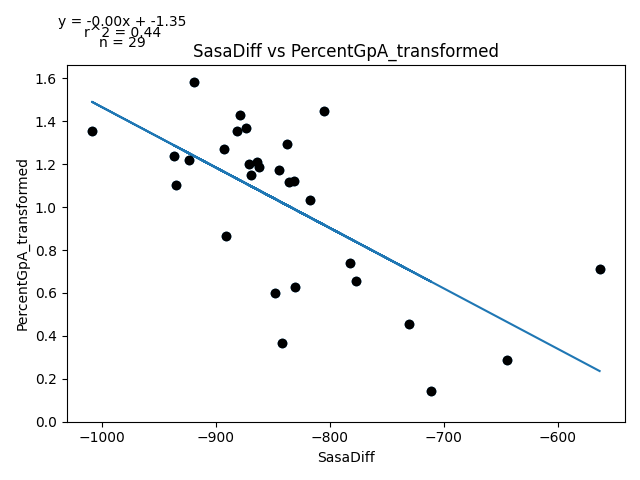 y = -0.00x + -1.35
r^2 = 0.44
n = 29
SasaDiff vs PercentGpA_transformed
1.6
1.4
1.2
1.0
0.8
0.6
0.4
0.2
0.0
PercentGpA_transformed
−1000 −900 −800 −700 −600
SasaDiff